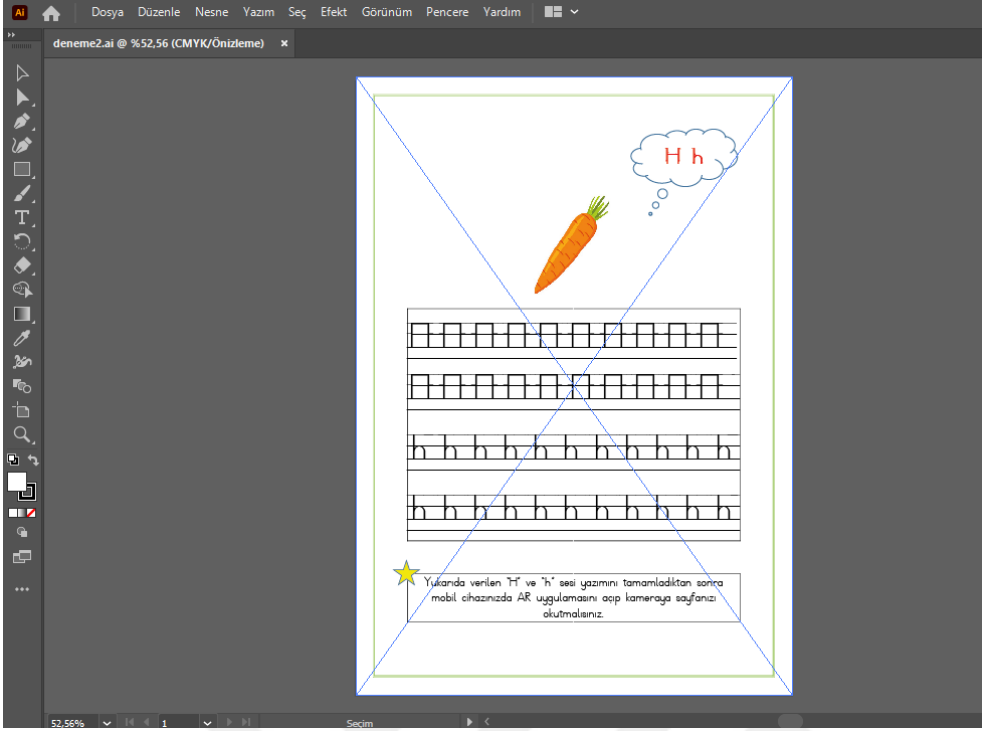 Ai Dosya Düzenle Nesne Yazım Seç Efekt Görünüm Pencere Yardım
deneme2.ai @ %52,56 (CMYK/Önizleme) ×
H h
H H H H H H H H H H
H H H H H H H H H H
h h h h h h h h h h h
h h h h h h h h h h h
Yukarıda verilen "H" ve "h" sesi yazımını tamamladıktan sonra
mobil cihazınızda AR uygulamasını açıp kameraya sayfanızı
okutmalısınız.
52,56% 1 Seçim